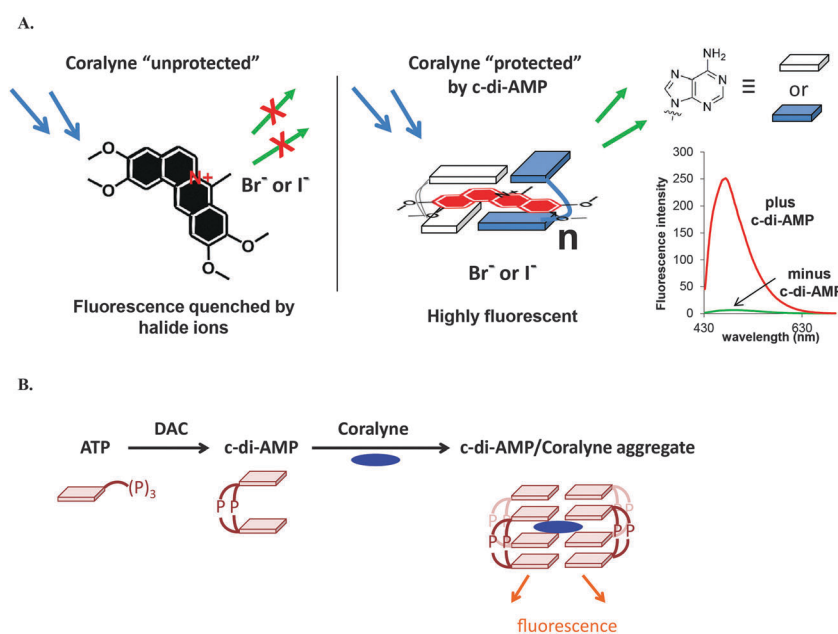 A.
Coralyne “unprotected”
N+
O
O
O
O
Br⁻ or I⁻
Fluorescence quenched by
halide ions
Coralyne “protected”
by c-di-AMP
n
Br⁻ or I⁻
Highly fluorescent
NH₂
N
N
N
N
≡
or
300
250
200
150
100
50
0
430
630
Fluorescence intensity
wavelength (nm)
plus
c-di-AMP
minus
c-di-AMP
B.
ATP
DAC
c-di-AMP
Coralyne
c-di-AMP/Coralyne aggregate
(P)₃
P P
P
P
P P
P P
fluorescence